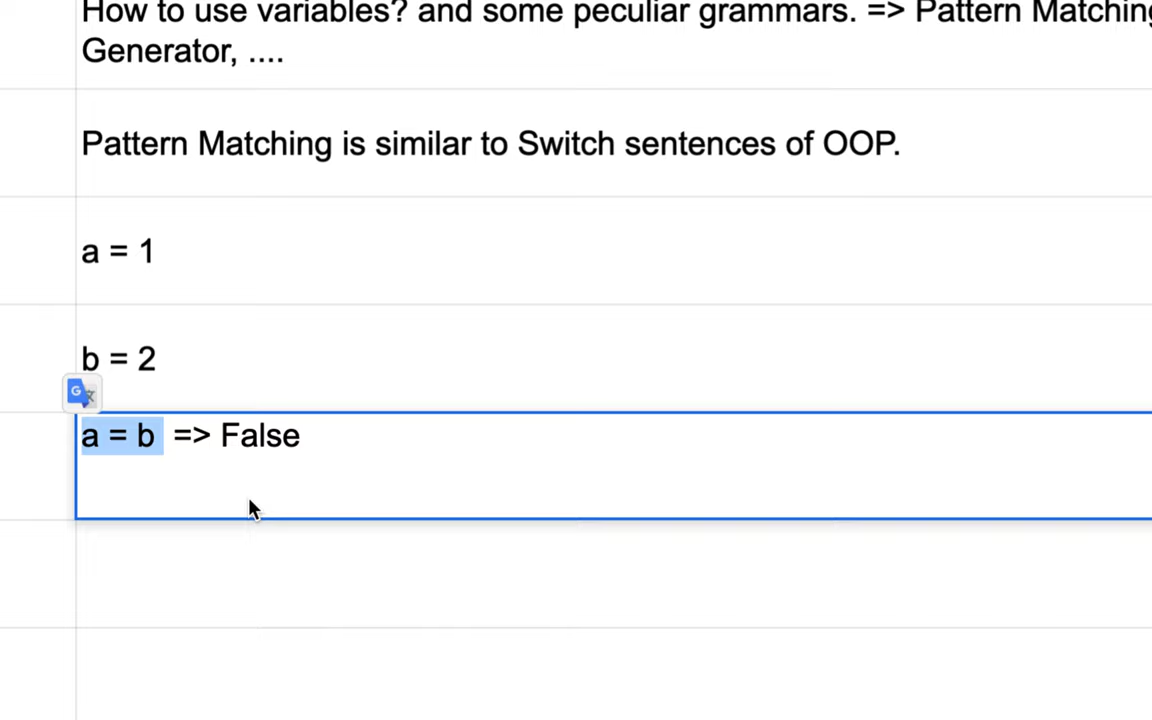 How to use variables? and some peculiar grammars. => Pattern Matching
Generator, ....
Pattern Matching is similar to Switch sentences of OOP.
a = 1
b = 2
a = b => False